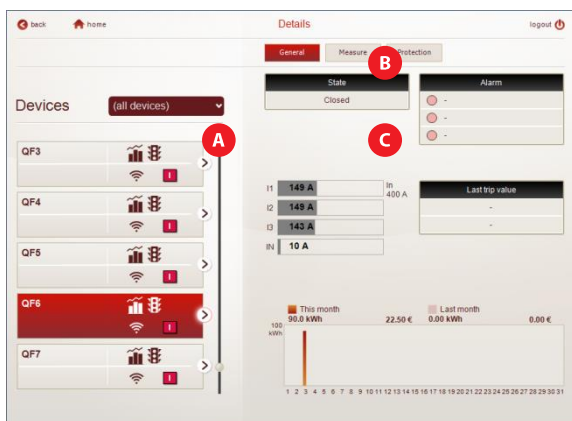 back
home
Details
logout
General
Measure
Protection
B
State
Closed
Alarm
-
-
-
C
Devices
(all devices)
A
QF3
I
QF4
I
QF5
I
QF6
I
QF7
I
I1 149 A
In
400 A
I2 149 A
I3 143 A
IN 10 A
Last trip value
-
-
This month
90.0 kWh
22.50 €
Last month
0.00 kWh
0.00 €
100
kWh
1 2 3 4 5 6 7 8 9 10 11 12 13 14 15 16 17 18 19 20 21 22 23 24 25 26 27 28 29 30 31